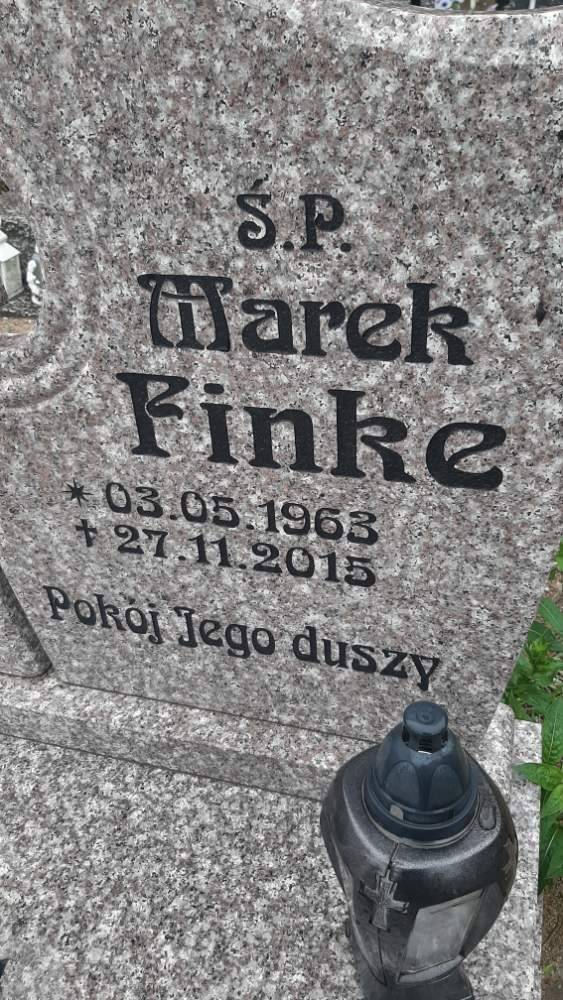 Ś.P.
Marek
Finke
* 03.05.1963
✝ 27.11.2015
Pokój Jego duszy